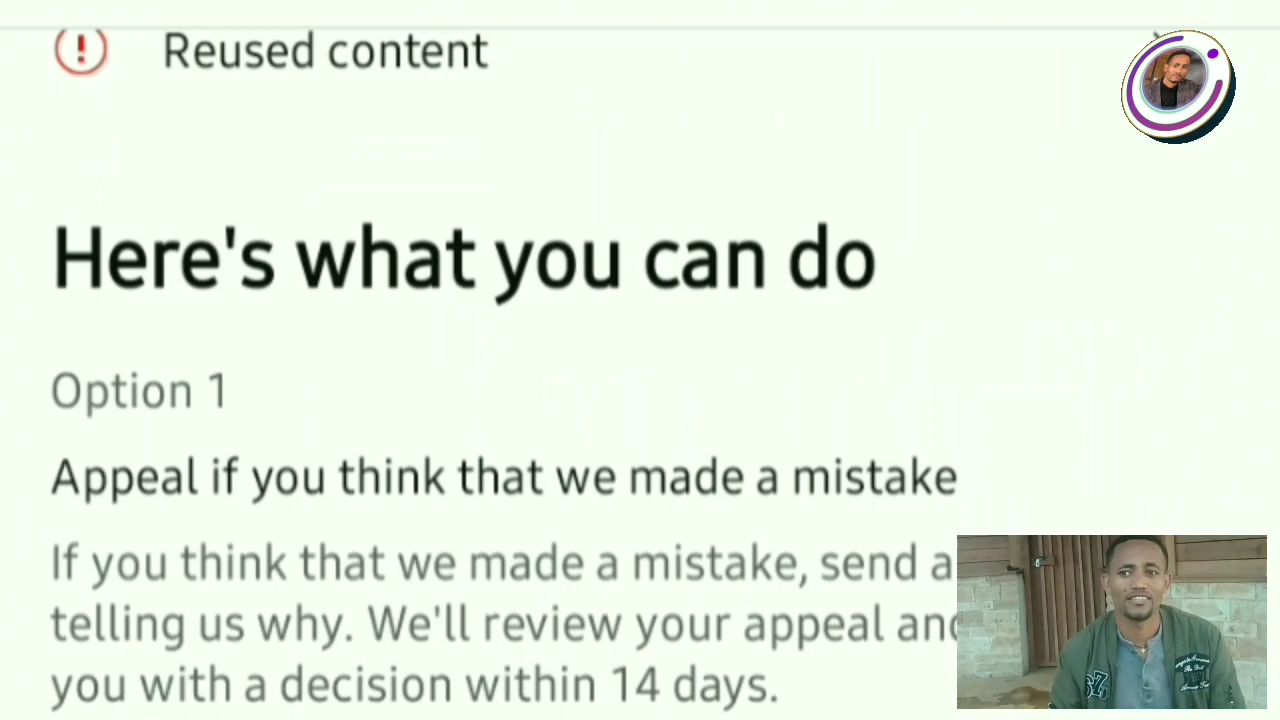 Reused content
Here's what you can do
Option 1
Appeal if you think that we made a mistake
If you think that we made a mistake, send a
telling us why. We'll review your appeal and
you with a decision within 14 days.